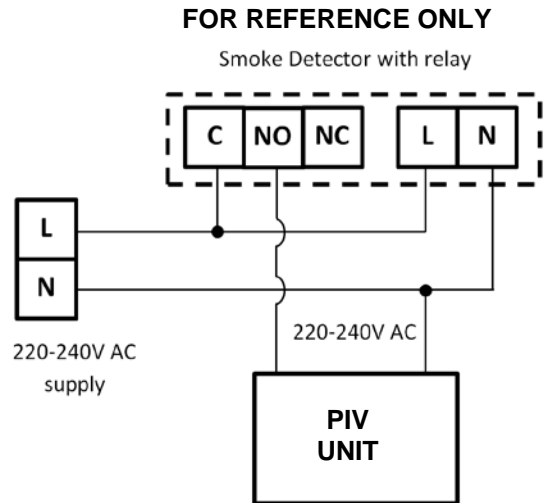 FOR REFERENCE ONLY
Smoke Detector with relay
C NO NC L N
L
N
220-240V AC
supply
220-240V AC
PIV
UNIT